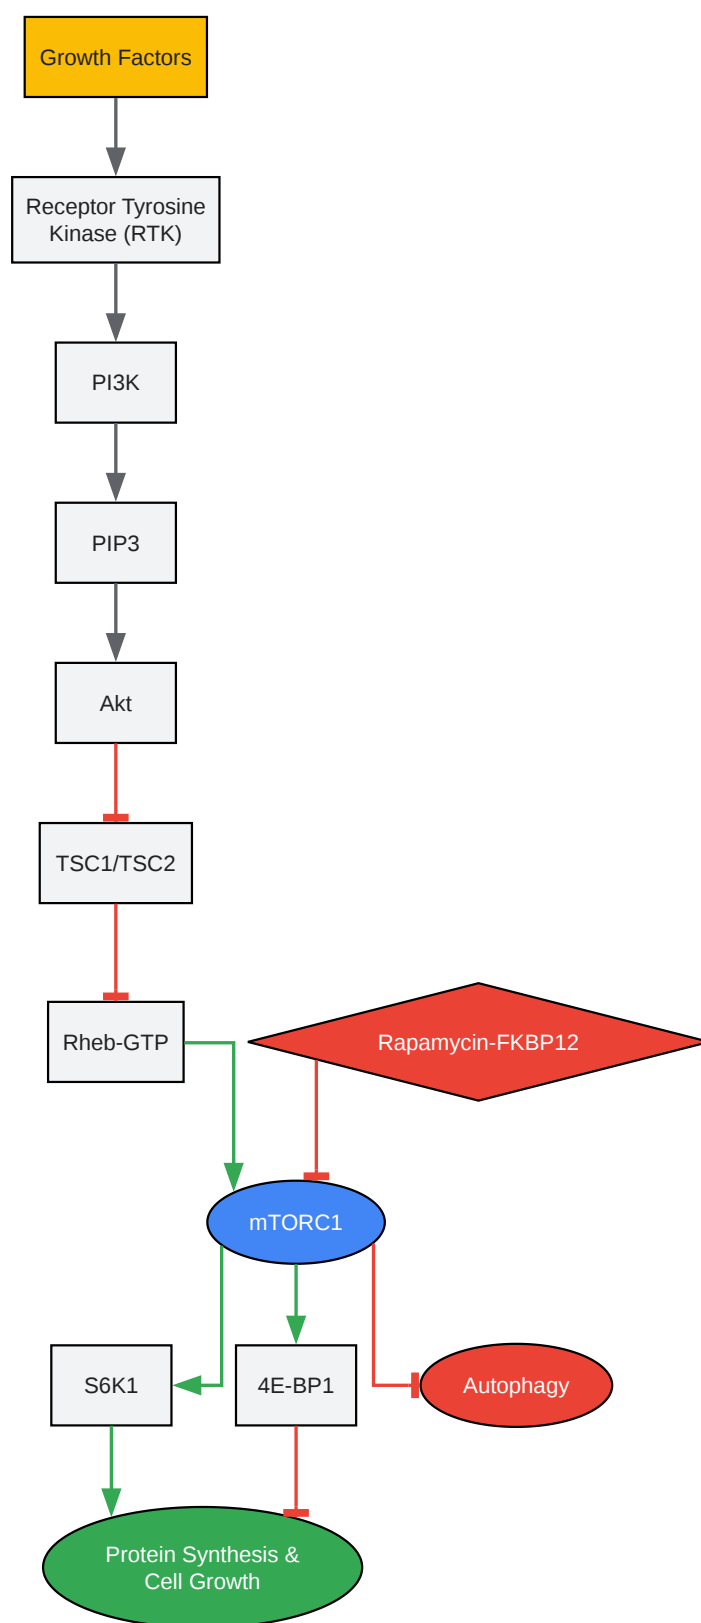 Growth Factors
Receptor Tyrosine
Kinase (RTK)
PI3K
PIP3
Akt
TSC1/TSC2
Rheb-GTP
Rapamycin-FKBP12
mTORC1
S6K1
4E-BP1
Autophagy
Protein Synthesis &
Cell Growth